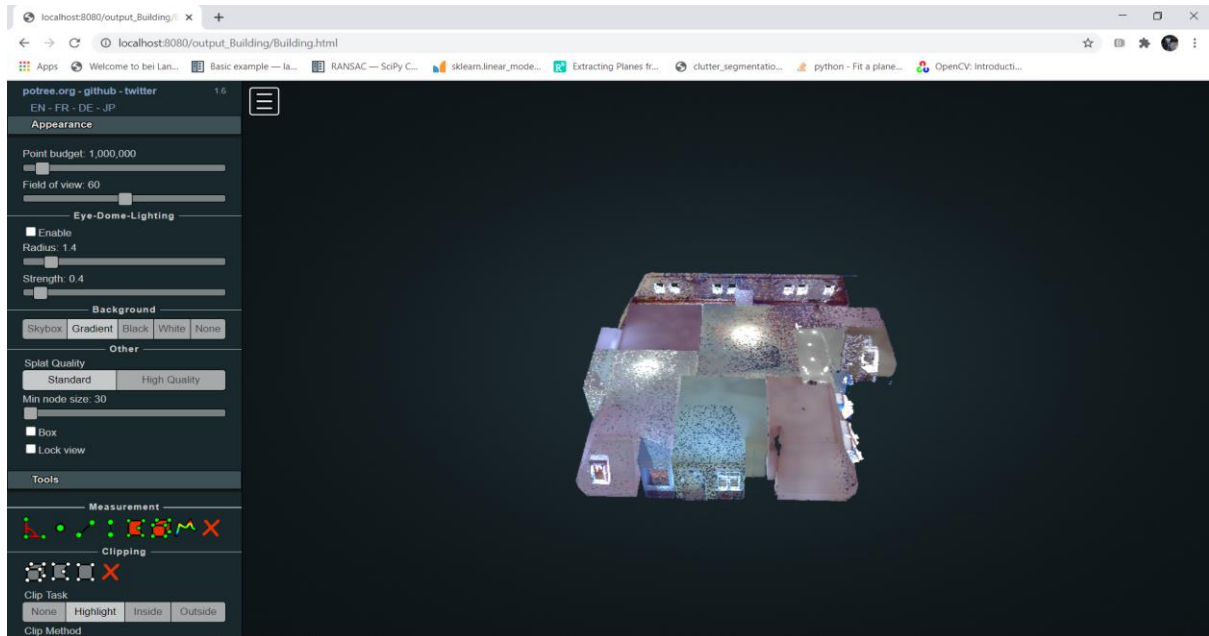 localhost:8080/output_Building/
localhost:8080/output_Building/Building.html
Apps Welcome to bei Lan... Basic example — la... RANSAC — SciPy C... sklearn.linear_mode... Extracting Planes fr... clutter_segmentatio... python - Fit a plane... OpenCV: Introducti...
potree.org - github - twitter 1.6
EN - FR - DE - JP
Appearance
Point budget: 1,000,000
Field of view: 60
Eye-Dome-Lighting
Enable
Radius: 1.4
Strength: 0.4
Background
Skybox Gradient Black White None
Other
Splat Quality
Standard High Quality
Min node size: 30
Box
Lock view
Tools
Measurement
Clipping
Clip Task
None Highlight Inside Outside
Clip Method